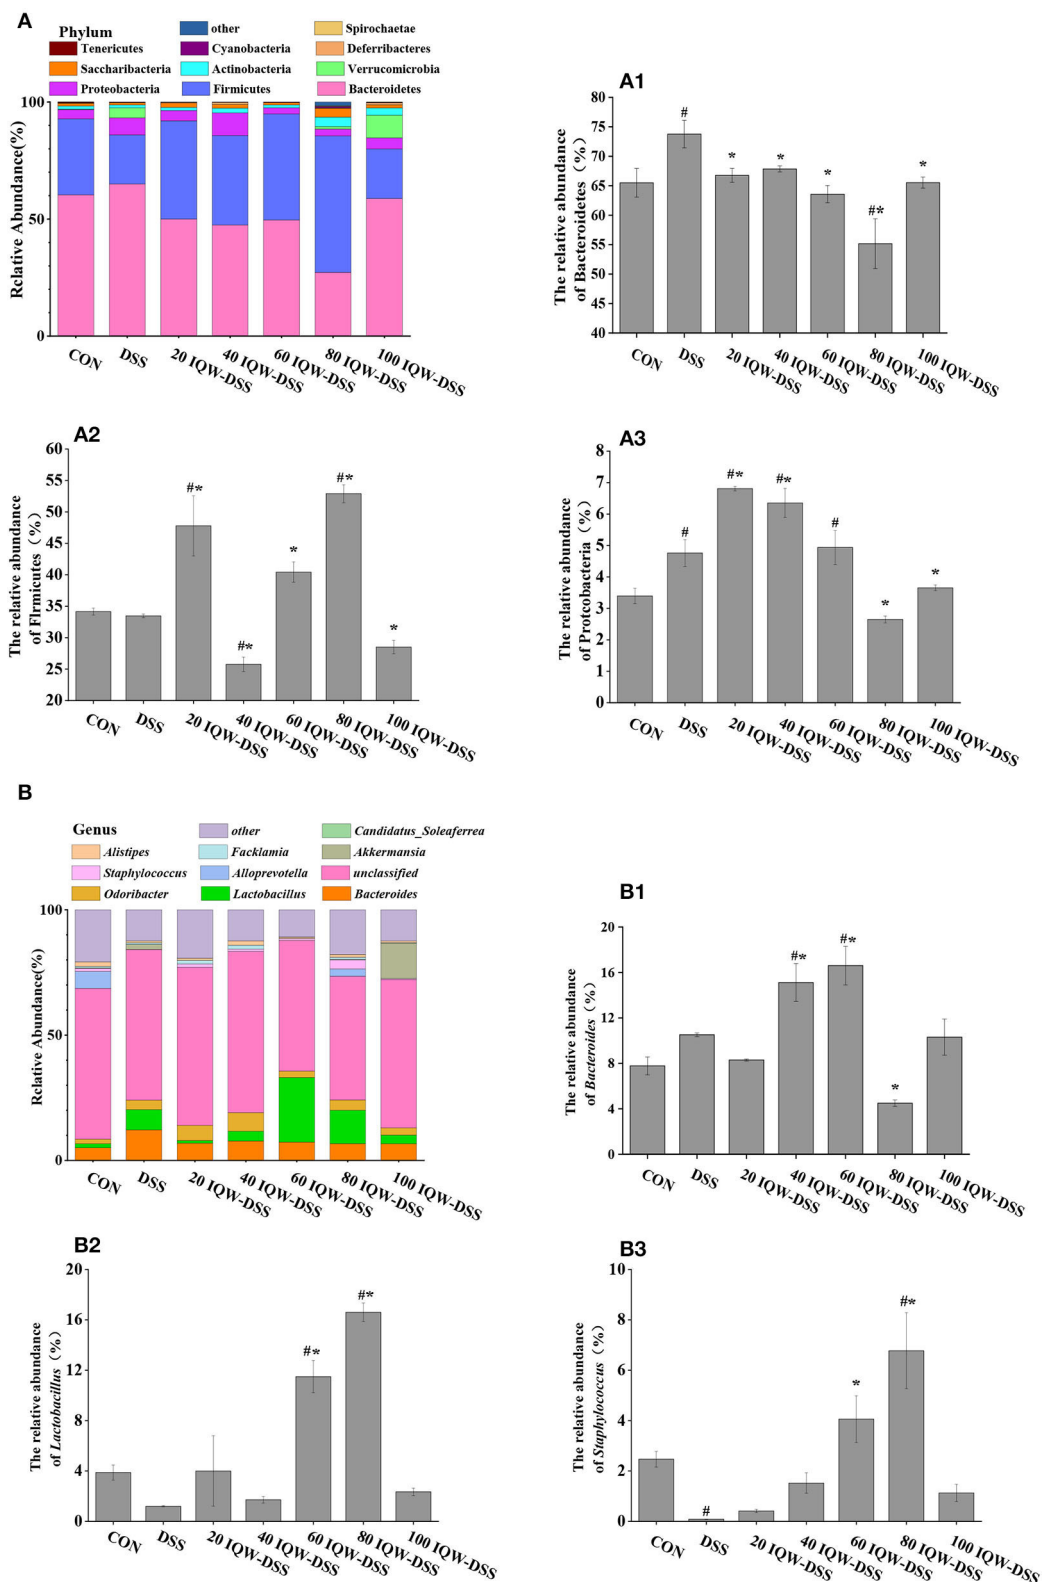 A
Phylum
other
Spirochaetae
Tenericutes
Cyanobacteria
Deferribacteres
Saccharibacteria
Actinobacteria
Verrucomicrobia
Proteobacteria
Firmicutes
Bacteroidetes
Rclative Abundance(%)
100
50
0
CON
DSS
20 IQW-DSS
40 IQW-DSS
60 IQW-DSS
80 IQW-DSS
100 IQW-DSS
A1
The relative abundance
of Bacteroidetes (%)
80
75
70
65
60
55
50
45
40
#
*
*
*
#*
*
CON
DSS
20 IQW-DSS
40 IQW-DSS
60 IQW-DSS
80 IQW-DSS
100 IQW-DSS
A2
The relative abundance
of FIrmicutes (%)
60
55
50
45
40
35
30
25
20
#*
#*
*
#*
*
CON
DSS
20 IQW-DSS
40 IQW-DSS
60 IQW-DSS
80 IQW-DSS
100 IQW-DSS
A3
The relative abundance
of Protcobacteria (%)
8
7
6
5
4
3
2
1
0
#
#*
#*
#
*
*
CON
DSS
20 IQW-DSS
40 IQW-DSS
60 IQW-DSS
80 IQW-DSS
100 IQW-DSS
B
Genus
other
Candidatus_Soleaferrea
Alistipes
Facklamia
Akkermansia
Staphylococcus
Alloprevotella
unclassified
Odoribacter
Lactobacillus
Bacteroides
Rclative Abundance(%)
100
50
0
CON
DSS
20 IQW-DSS
40 IQW-DSS
60 IQW-DSS
80 IQW-DSS
100 IQW-DSS
B1
The relative abundance
of Bacteroides (%)
20
16
12
8
4
0
#*
#*
*
CON
DSS
20 IQW-DSS
40 IQW-DSS
60 IQW-DSS
80 IQW-DSS
100 IQW-DSS
B2
The relative abundance
of Lactobacillus (%)
20
16
12
8
4
0
#*
#*
CON
DSS
20 IQW-DSS
40 IQW-DSS
60 IQW-DSS
80 IQW-DSS
100 IQW-DSS
B3
The relative abundance
of Staphylococcus (%)
10
8
6
4
2
0
#
*
#*
CON
DSS
20 IQW-DSS
40 IQW-DSS
60 IQW-DSS
80 IQW-DSS
100 IQW-DSS